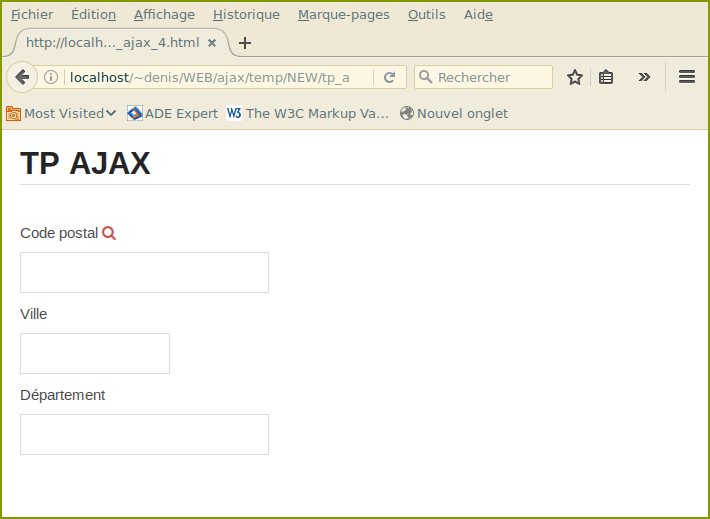 Fichier Édition Affichage Historique Marque-pages Outils Aide
http://localh..._ajax_4.html
localhost/~denis/WEB/ajax/temp/NEW/tp_a Rechercher
Most Visited ADE Expert W3 The W3C Markup Va... Nouvel onglet
TP AJAX
Code postal
Ville
Département